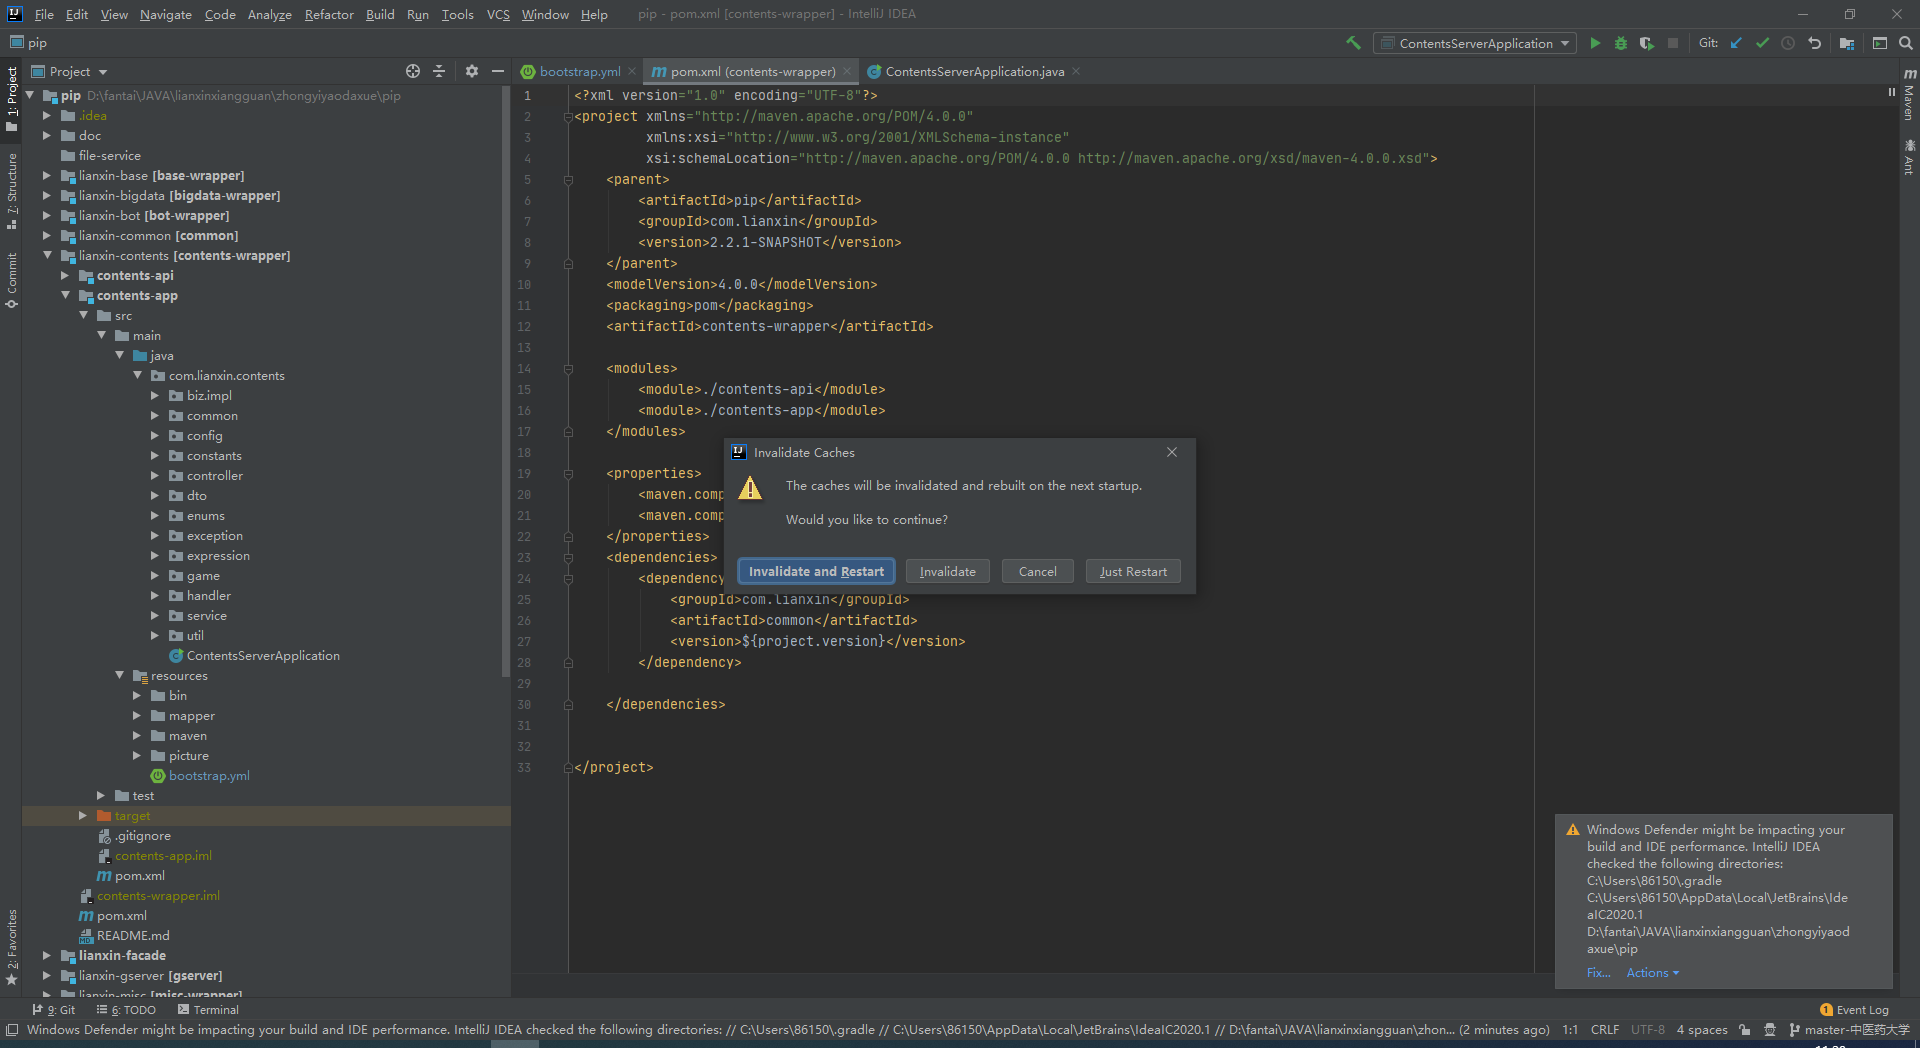 File Edit View Navigate Code Analyze Refactor Build Run Tools VCS Window Help pip - pom.xml [contents-wrapper] - IntelliJ IDEA
pip
ContentsServerApplication
Git:
1: Project
7: Structure
Commit
2: Favorites
Project
pip D:\fantai\JAVA\lianxinxiangguan\zhongyiyaodaxue\pip
.idea
doc
file-service
lianxin-base [base-wrapper]
lianxin-bigdata [bigdata-wrapper]
lianxin-bot [bot-wrapper]
lianxin-common [common]
lianxin-contents [contents-wrapper]
contents-api
contents-app
src
main
java
com.lianxin.contents
biz.impl
common
config
constants
controller
dto
enums
exception
expression
game
handler
service
util
ContentsServerApplication
resources
bin
mapper
maven
picture
bootstrap.yml
test
target
.gitignore
contents-app.iml
pom.xml
contents-wrapper.iml
pom.xml
README.md
lianxin-facade
lianxin-gserver [gserver]
lianxin-misc [misc-wrapper]
bootstrap.yml
pom.xml (contents-wrapper)
ContentsServerApplication.java
1 <?xml version="1.0" encoding="UTF-8"?>
2 <project xmlns="http://maven.apache.org/POM/4.0.0"
3 xmlns:xsi="http://www.w3.org/2001/XMLSchema-instance"
4 xsi:schemaLocation="http://maven.apache.org/POM/4.0.0 http://maven.apache.org/xsd/maven-4.0.0.xsd">
5 <parent>
6 <artifactId>pip</artifactId>
7 <groupId>com.lianxin</groupId>
8 <version>2.2.1-SNAPSHOT</version>
9 </parent>
10 <modelVersion>4.0.0</modelVersion>
11 <packaging>pom</packaging>
12 <artifactId>contents-wrapper</artifactId>
13
14 <modules>
15 <module>./contents-api</module>
16 <module>./contents-app</module>
17 </modules>
18
19 <properties>
20 <maven.comp
21 <maven.comp
22 </properties>
23 <dependencies>
24 <dependency
25 <groupId>com.lianxin</groupId>
26 <artifactId>common</artifactId>
27 <version>${project.version}</version>
28 </dependency>
29
30 </dependencies>
31
32
33 </project>
Invalidate Caches
The caches will be invalidated and rebuilt on the next startup.
Would you like to continue?
Invalidate and Restart
Invalidate
Cancel
Just Restart
Maven
Ant
Windows Defender might be impacting your
build and IDE performance. IntelliJ IDEA
checked the following directories:
C:\Users\86150\.gradle
C:\Users\86150\AppData\Local\JetBrains\Ide
aIC2020.1
D:\fantai\JAVA\lianxinxiangguan\zhongyiyaod
axue\pip
Fix...
Actions
9: Git
6: TODO
Terminal
1 Event Log
Windows Defender might be impacting your build and IDE performance. IntelliJ IDEA checked the following directories: // C:\Users\86150\.gradle // C:\Users\86150\AppData\Local\JetBrains\IdeaIC2020.1 // D:\fantai\JAVA\lianxinxiangguan\zhon... (2 minutes ago) 1:1 CRLF UTF-8 4 spaces master-中医药大学